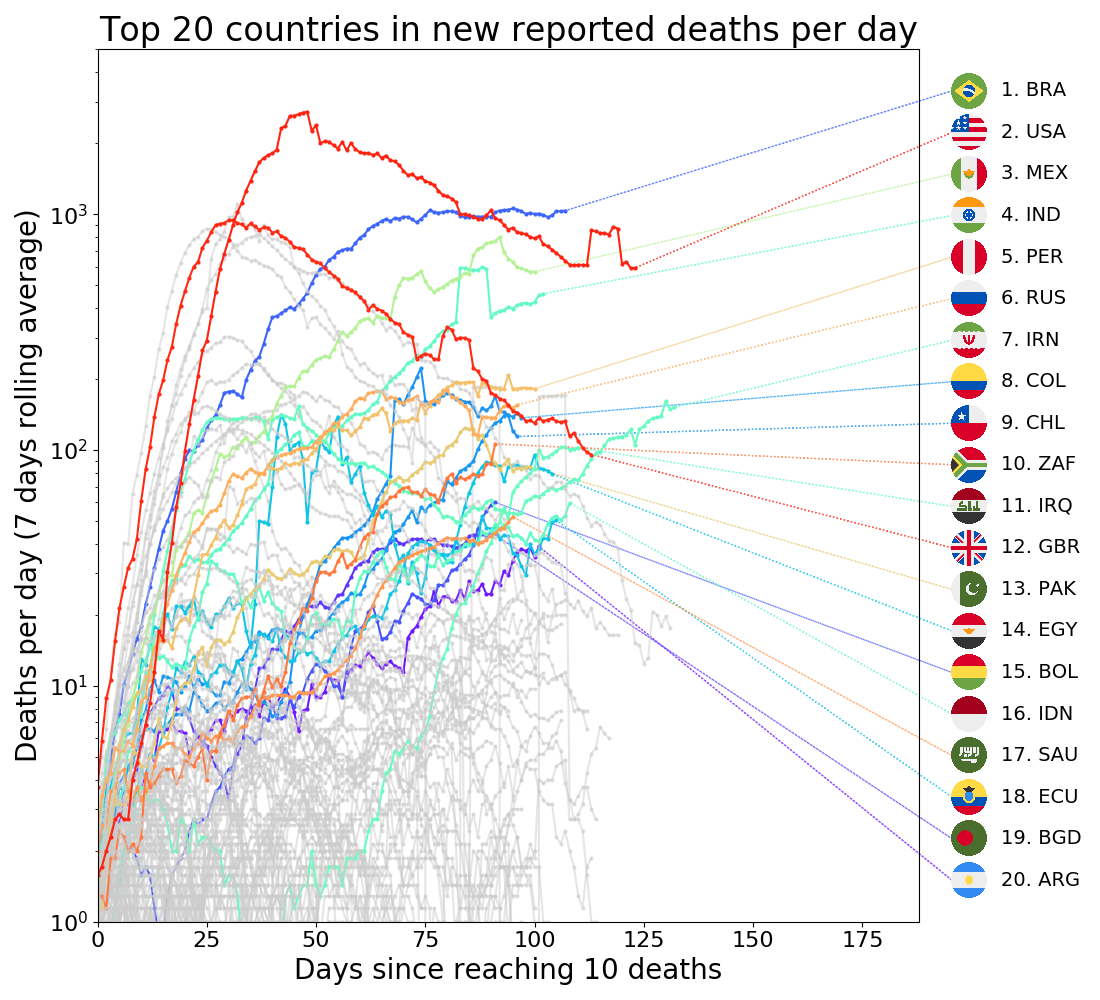 Top 20 countries in new reported deaths per day
Deaths per day (7 days rolling average)
10³
10²
10¹
10⁰
0 25 50 75 100 125 150 175
Days since reaching 10 deaths
1. BRA
2. USA
3. MEX
4. IND
5. PER
6. RUS
7. IRN
8. COL
9. CHL
10. ZAF
11. IRQ
12. GBR
13. PAK
14. EGY
15. BOL
16. IDN
17. SAU
18. ECU
19. BGD
20. ARG